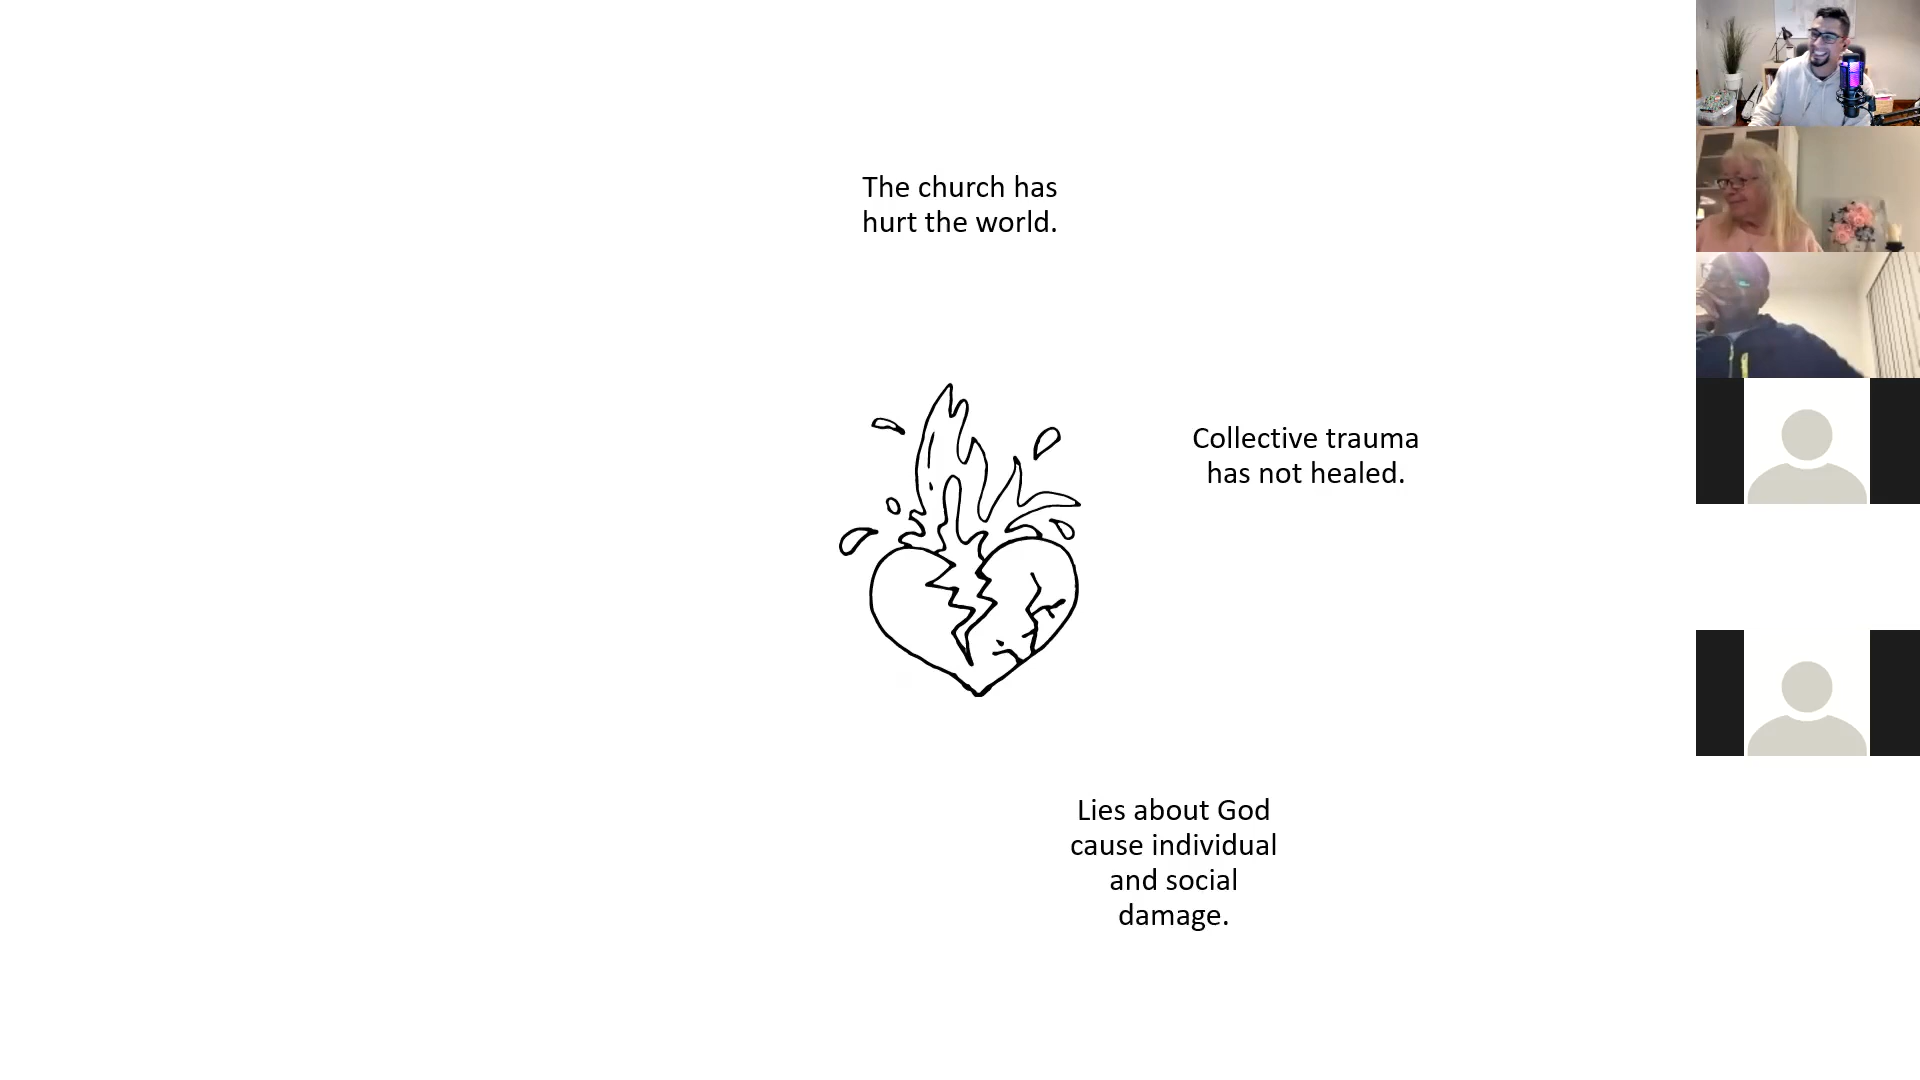 The church has
hurt the world.
Collective trauma
has not healed.
Lies about God
cause individual
and social
damage.